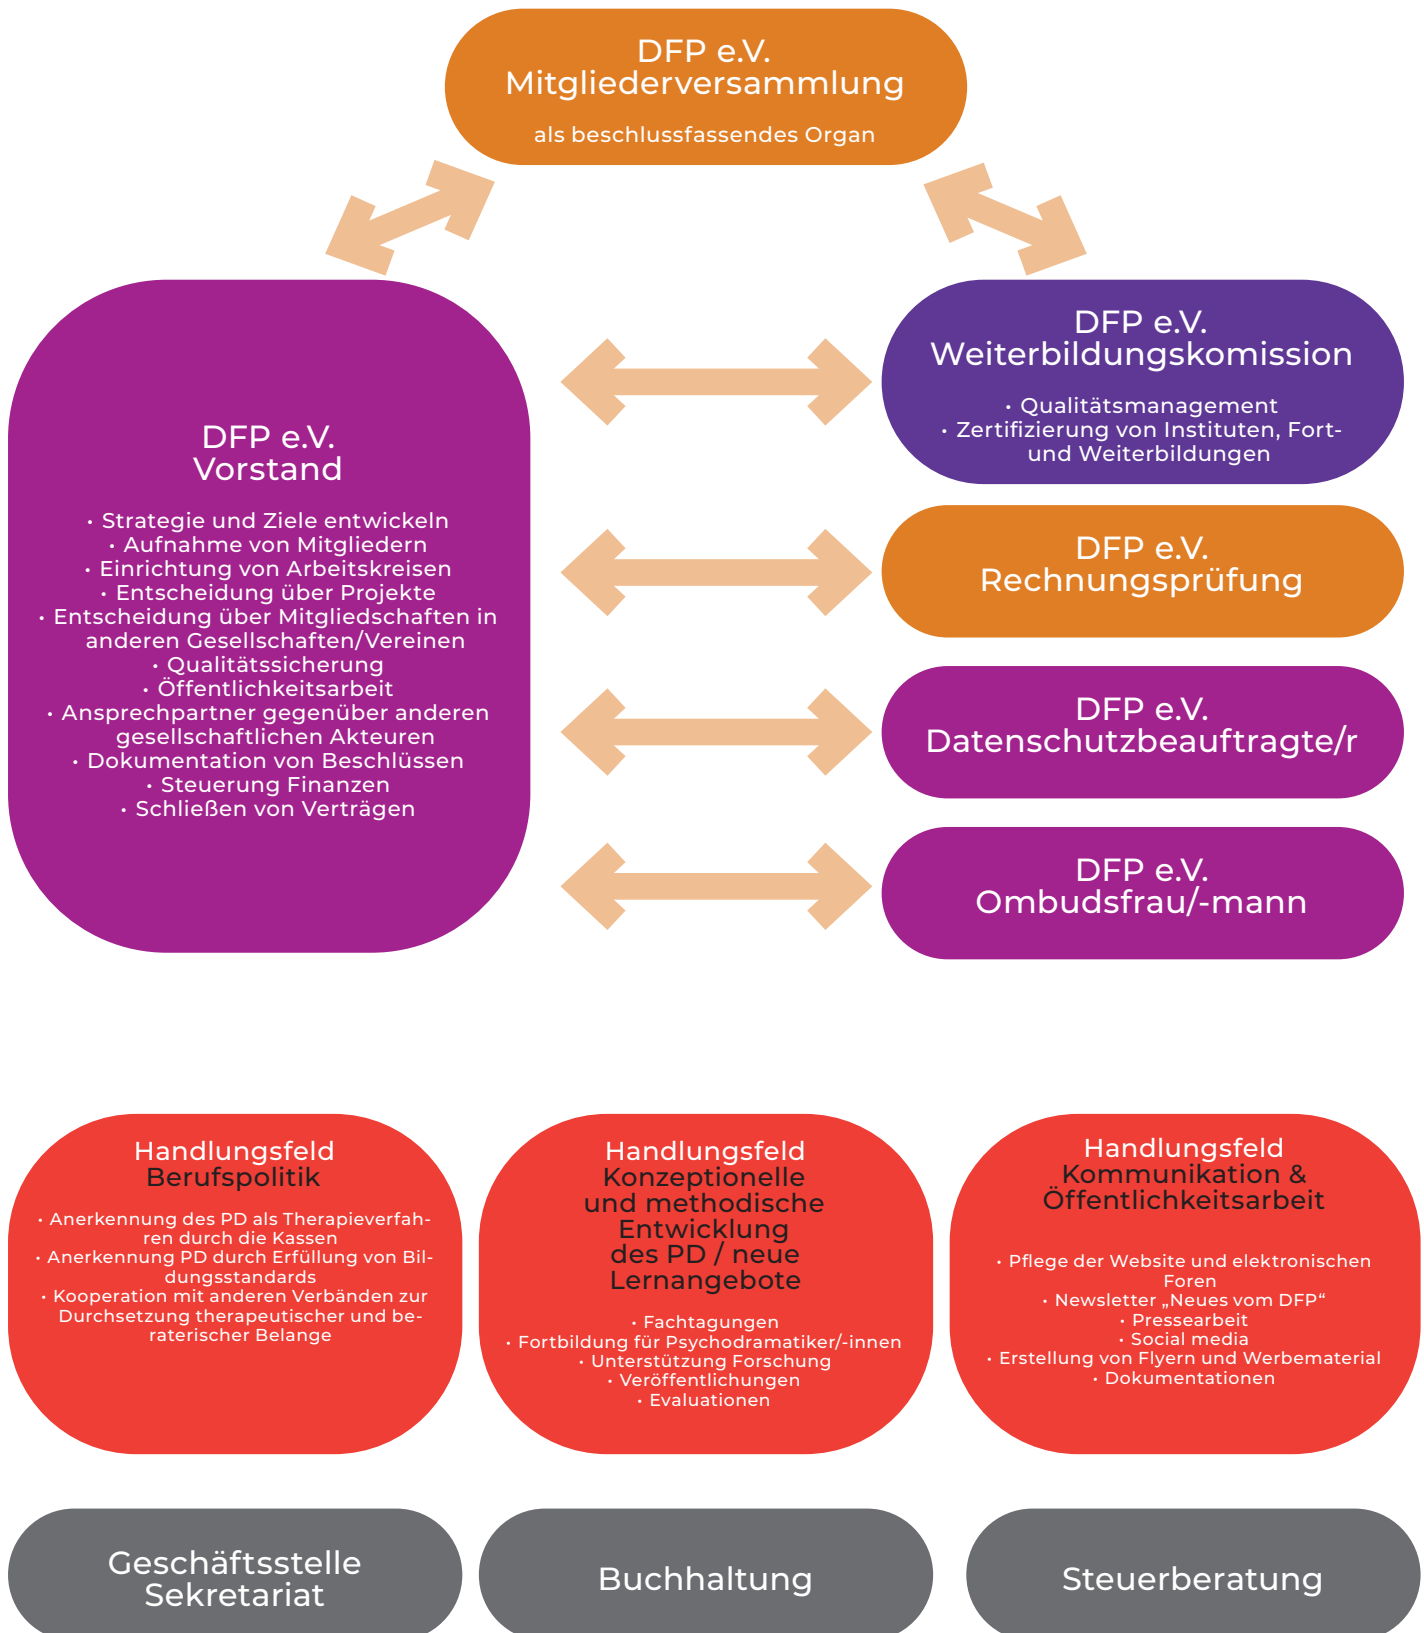 DFP e.V.
Mitgliederversammlung
als beschlussfassendes Organ
DFP e.V.
Vorstand
• Strategie und Ziele entwickeln
• Aufnahme von Mitgliedern
• Einrichtung von Arbeitskreisen
• Entscheidung über Projekte
• Entscheidung über Mitgliedschaften in
anderen Gesellschaften/Vereinen
• Qualitätssicherung
• Öffentlichkeitsarbeit
• Ansprechpartner gegenüber anderen
gesellschaftlichen Akteuren
• Dokumentation von Beschlüssen
• Steuerung Finanzen
• Schließen von Verträgen
DFP e.V.
Weiterbildungskomission
• Qualitätsmanagement
• Zertifizierung von Instituten, Fort-
und Weiterbildungen
DFP e.V.
Rechnungsprüfung
DFP e.V.
Datenschutzbeauftragte/r
DFP e.V.
Ombudsfrau/-mann
Handlungsfeld
Berufspolitik
• Anerkennung des PD als Therapieverfah-
ren durch die Kassen
• Anerkennung PD durch Erfüllung von Bil-
dungsstandards
• Kooperation mit anderen Verbänden zur
Durchsetzung therapeutischer und be-
raterischer Belange
Handlungsfeld
Konzeptionelle
und methodische
Entwicklung
des PD / neue
Lernangebote
• Fachtagungen
• Fortbildung für Psychodramatiker/-innen
• Unterstützung Forschung
• Veröffentlichungen
• Evaluationen
Handlungsfeld
Kommunikation &
Öffentlichkeitsarbeit
• Pflege der Website und elektronischen
Foren
• Newsletter „Neues vom DFP“
• Pressearbeit
• Social media
• Erstellung von Flyern und Werbematerial
• Dokumentationen
Geschäftsstelle
Sekretariat
Buchhaltung
Steuerberatung